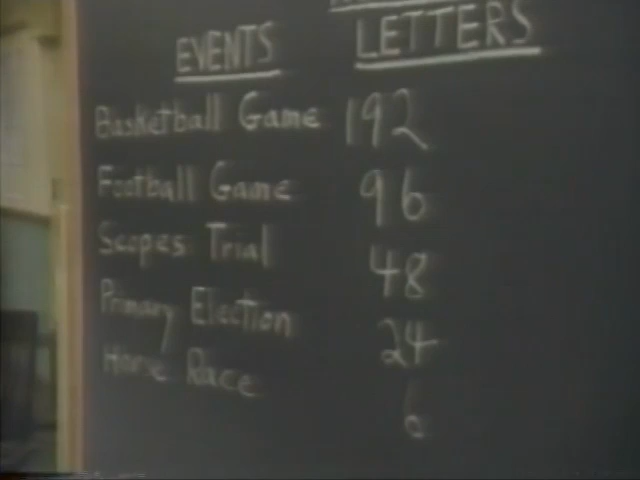 EVENTS LETTERS
Basketball Game 192
Football Game 96
Scopes Trial 48
Primary Election 24
Horse Race 6